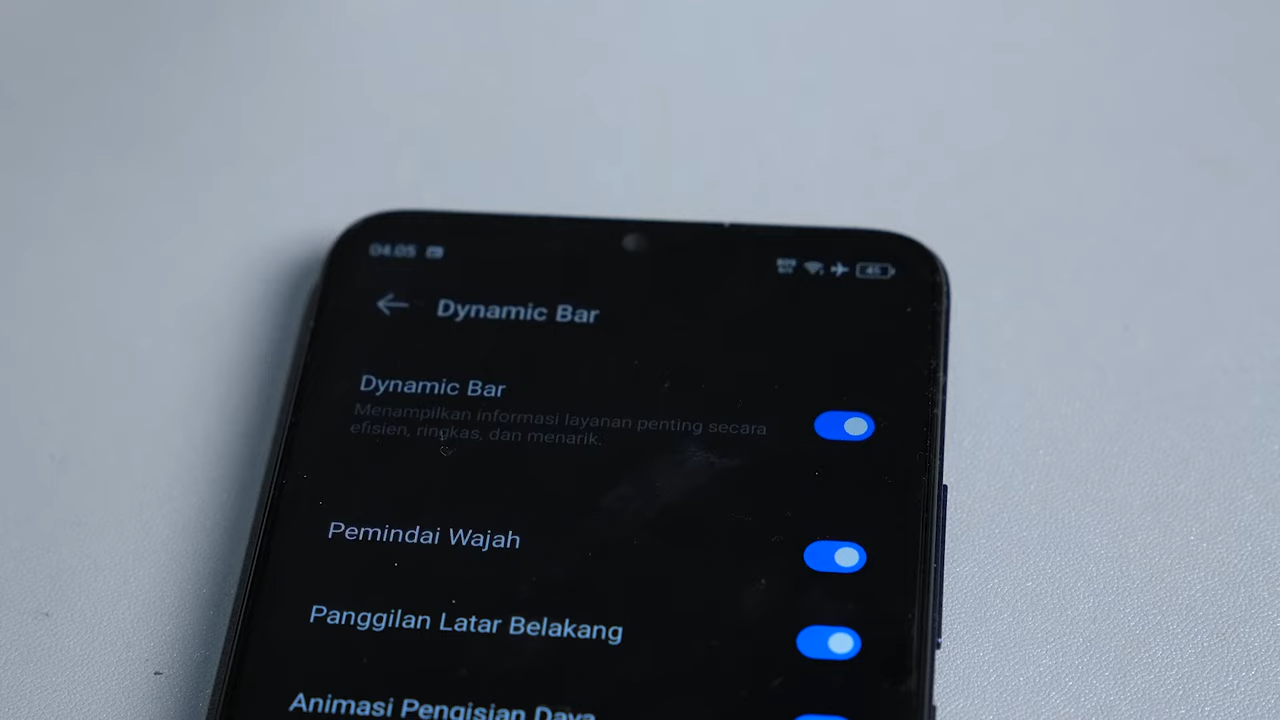 04.05
45
Dynamic Bar
Dynamic Bar
Menampilkan informasi layanan penting secara
efisien, ringkas, dan menarik.
Pemindai Wajah
Panggilan Latar Belakang
Animasi Pengisian Daya